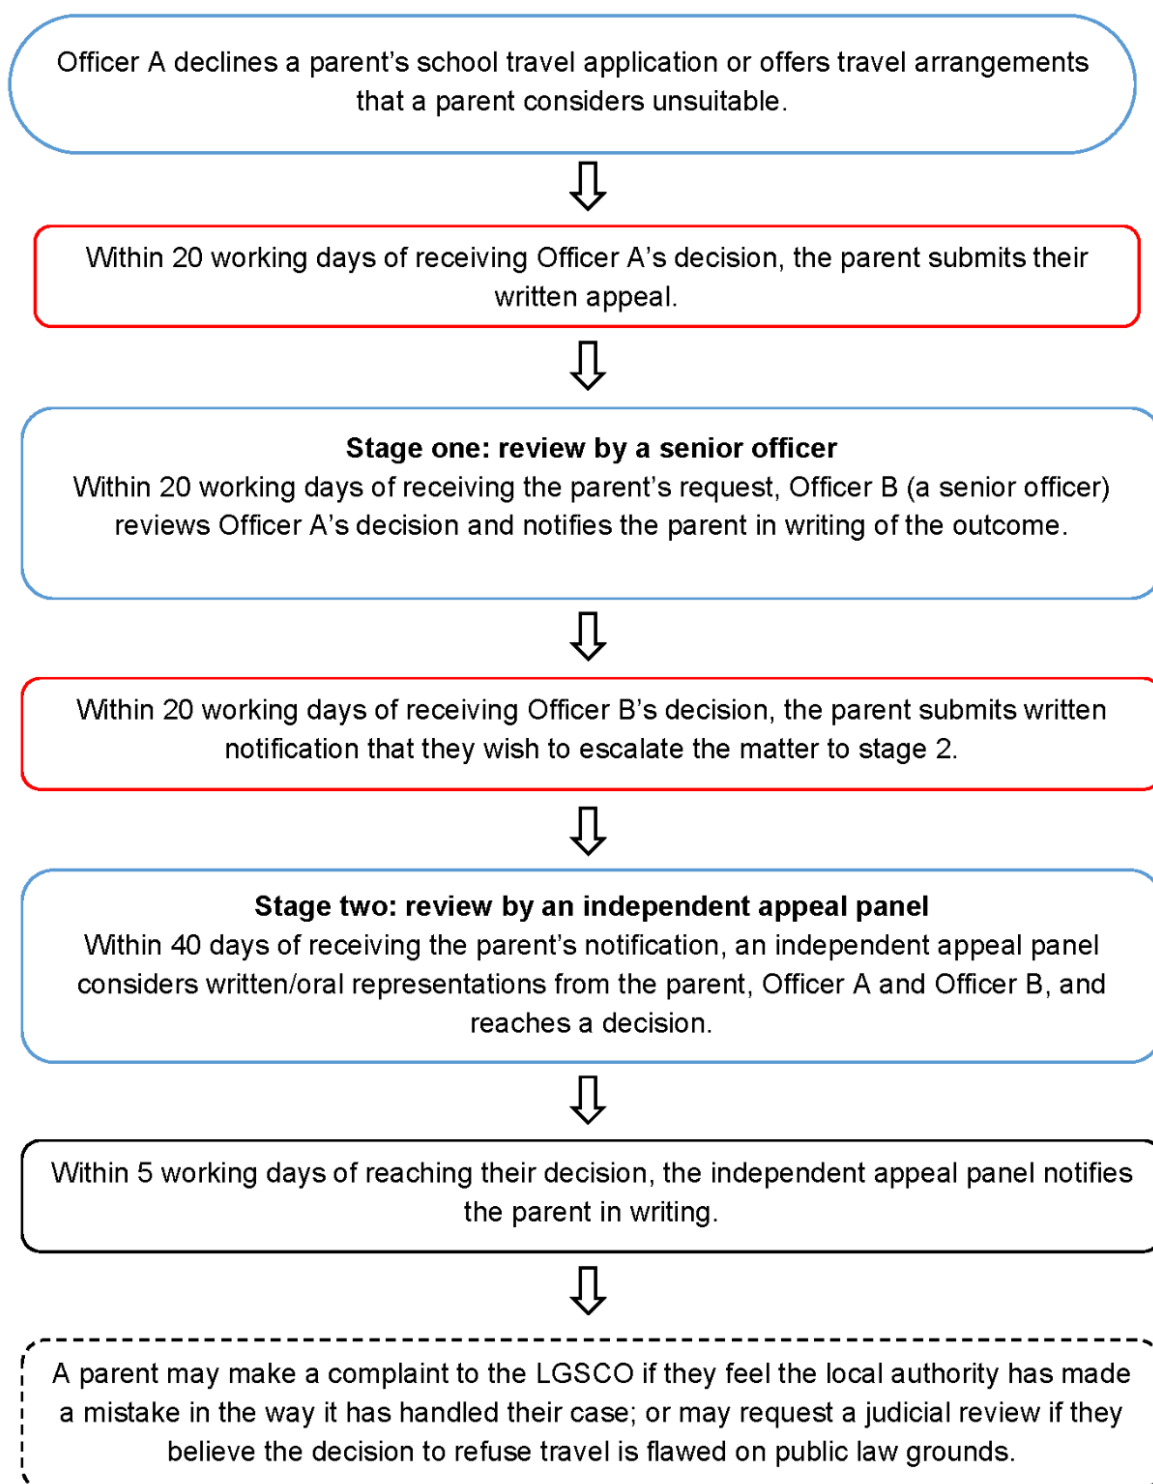 Officer A declines a parent’s school travel application or offers travel arrangements
that a parent considers unsuitable.
Within 20 working days of receiving Officer A’s decision, the parent submits their
written appeal.
Stage one: review by a senior officer
Within 20 working days of receiving the parent’s request, Officer B (a senior officer)
reviews Officer A’s decision and notifies the parent in writing of the outcome.
Within 20 working days of receiving Officer B’s decision, the parent submits written
notification that they wish to escalate the matter to stage 2.
Stage two: review by an independent appeal panel
Within 40 days of receiving the parent’s notification, an independent appeal panel
considers written/oral representations from the parent, Officer A and Officer B, and
reaches a decision.
Within 5 working days of reaching their decision, the independent appeal panel notifies
the parent in writing.
A parent may make a complaint to the LGSCO if they feel the local authority has made
a mistake in the way it has handled their case; or may request a judicial review if they
believe the decision to refuse travel is flawed on public law grounds.